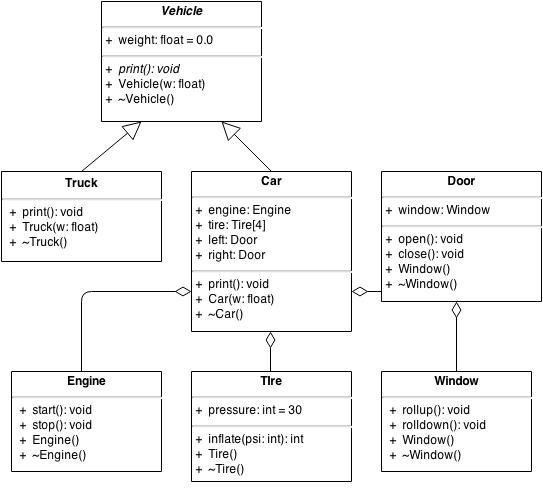 Vehicle
+ weight: float = 0.0
+ print(): void
+ Vehicle(w: float)
+ ~Vehicle()
Truck
+ print(): void
+ Truck(w: float)
+ ~Truck()
Car
+ engine: Engine
+ tire: Tire[4]
+ left: Door
+ right: Door
+ print(): void
+ Car(w: float)
+ ~Car()
Door
+ window: Window
+ open(): void
+ close(): void
+ Window()
+ ~Window()
Engine
+ start(): void
+ stop(): void
+ Engine()
+ ~Engine()
TIre
+ pressure: int = 30
+ inflate(psi: int): int
+ Tire()
+ ~Tire()
Window
+ rollup(): void
+ rolldown(): void
+ Window()
+ ~Window()